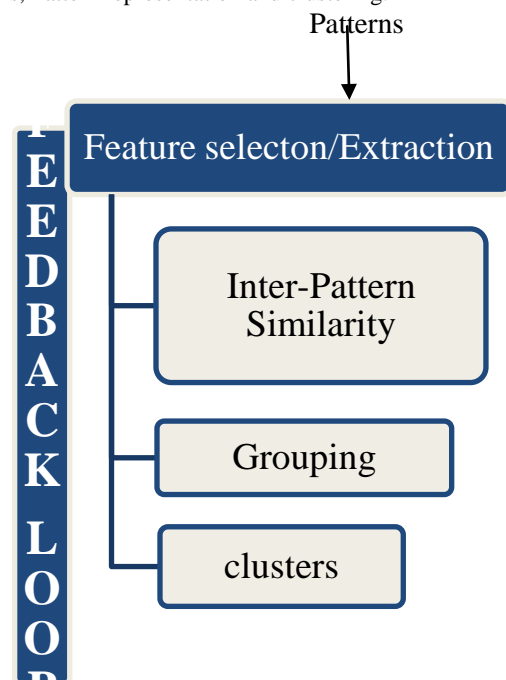 Patterns
Feature selecton/Extraction
Inter-Pattern
Similarity
Grouping
clusters
E
E
D
B
A
C
K
L
O
O